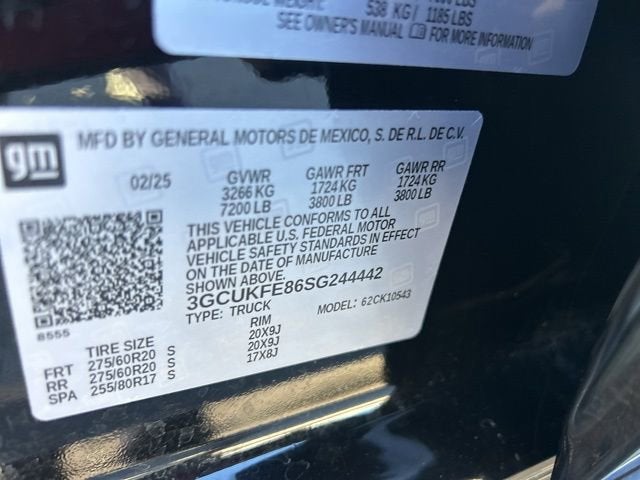 538 KG / 1185 LBS
SEE OWNER'S MANUAL FOR MORE INFORMATION
gm
MFD BY GENERAL MOTORS DE MEXICO, S. DE R.L. DE C.V.
02/25 GVWR GAWR FRT GAWR RR
3266 KG 1724 KG 1724 KG
7200 LB 3800 LB 3800 LB
THIS VEHICLE CONFORMS TO ALL
APPLICABLE U.S. FEDERAL MOTOR
VEHICLE SAFETY STANDARDS IN EFFECT
ON THE DATE OF MANUFACTURE
SHOWN ABOVE.
3GCUKFE86SG244442
TYPE: TRUCK MODEL: 62CK10543
8555
TIRE SIZE RIM
FRT 275/60R20 S 20X9J
RR 275/60R20 S 20X9J
SPA 255/80R17 S 17X8J